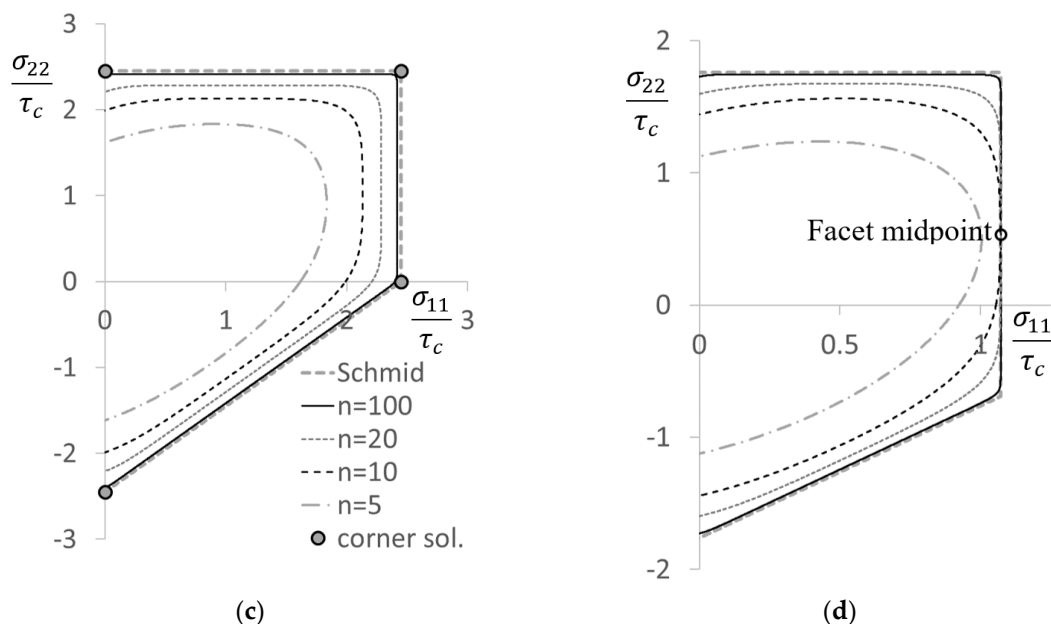 3
σ22
τc
2
1
0
0
1
2
3
σ11
τc
-1
-2
-3
Schmid
n=100
n=20
n=10
n=5
corner sol.
(c)
2
σ22
τc
1
Facet midpoint
0
0
0.5
1
σ11
τc
-1
-2
(d)